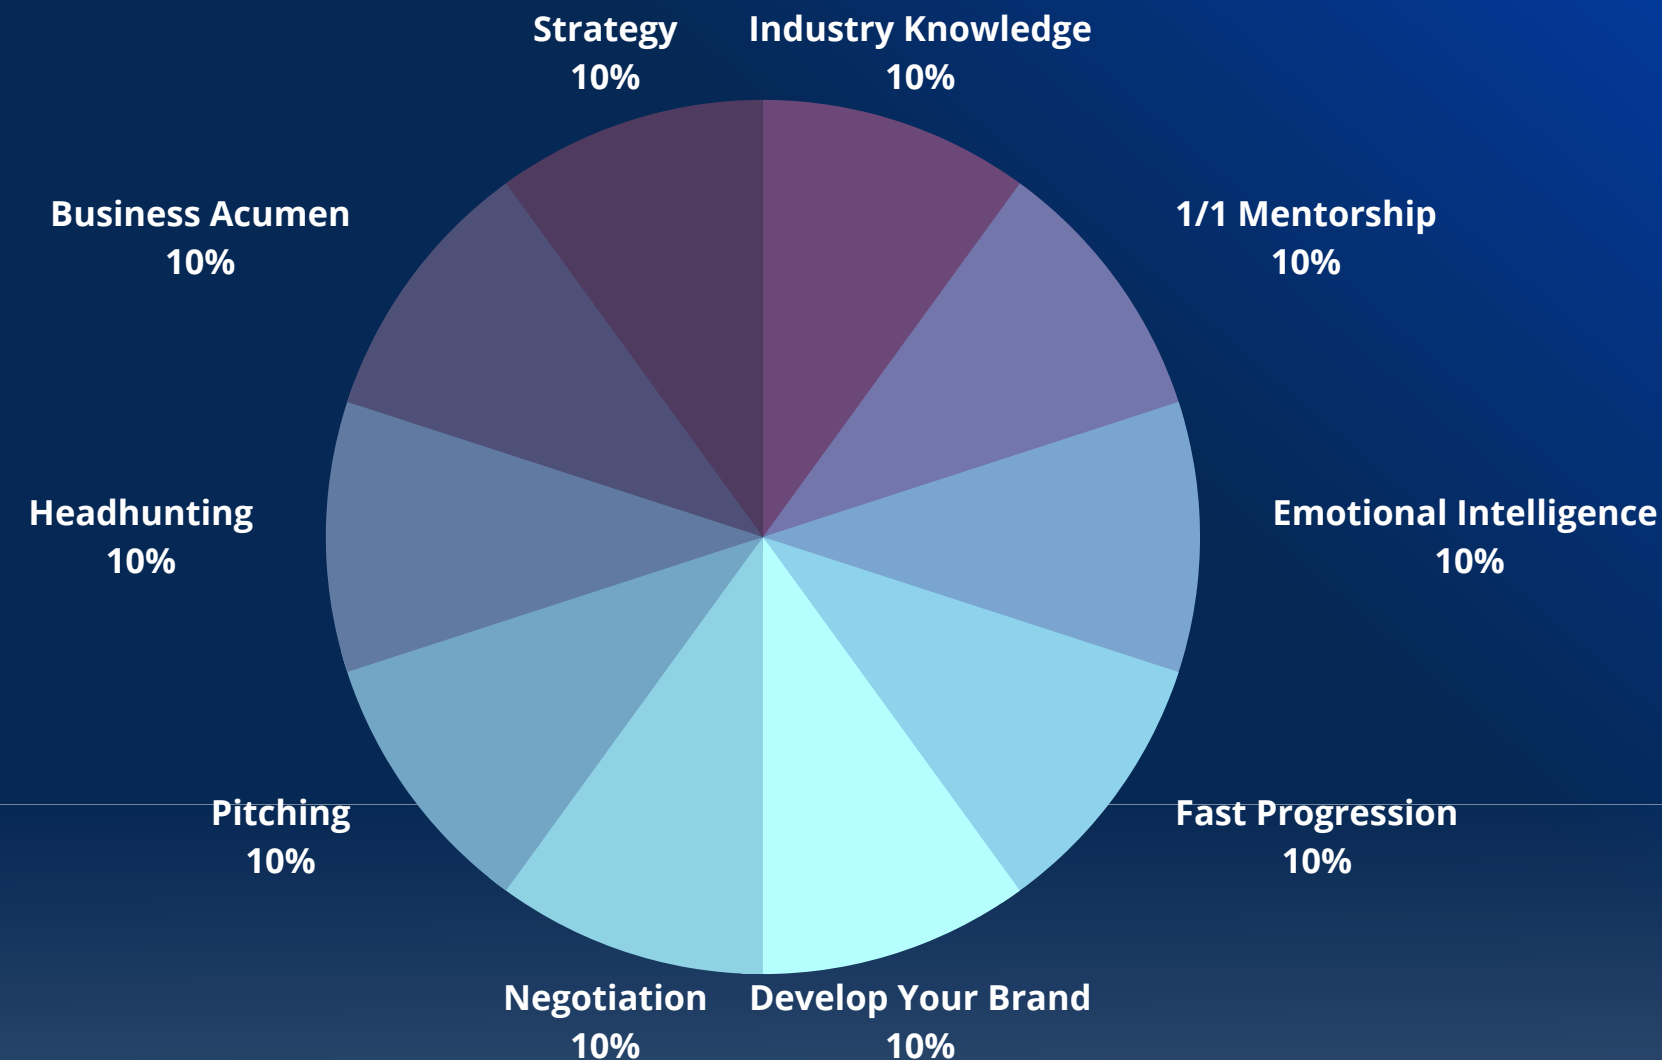 Strategy
10%
Industry Knowledge
10%
1/1 Mentorship
10%
Emotional Intelligence
10%
Fast Progression
10%
Develop Your Brand
10%
Negotiation
10%
Pitching
10%
Headhunting
10%
Business Acumen
10%